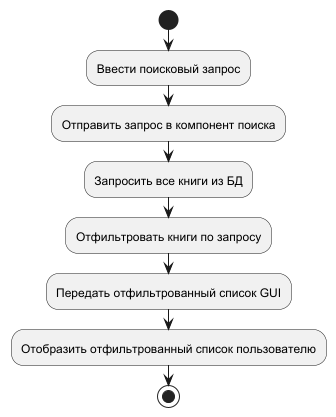 Ввести поисковый запрос
Отправить запрос в компонент поиска
Запросить все книги из БД
Отфильтровать книги по запросу
Передать отфильтрованный список GUI
Отобразить отфильтрованный список пользователю